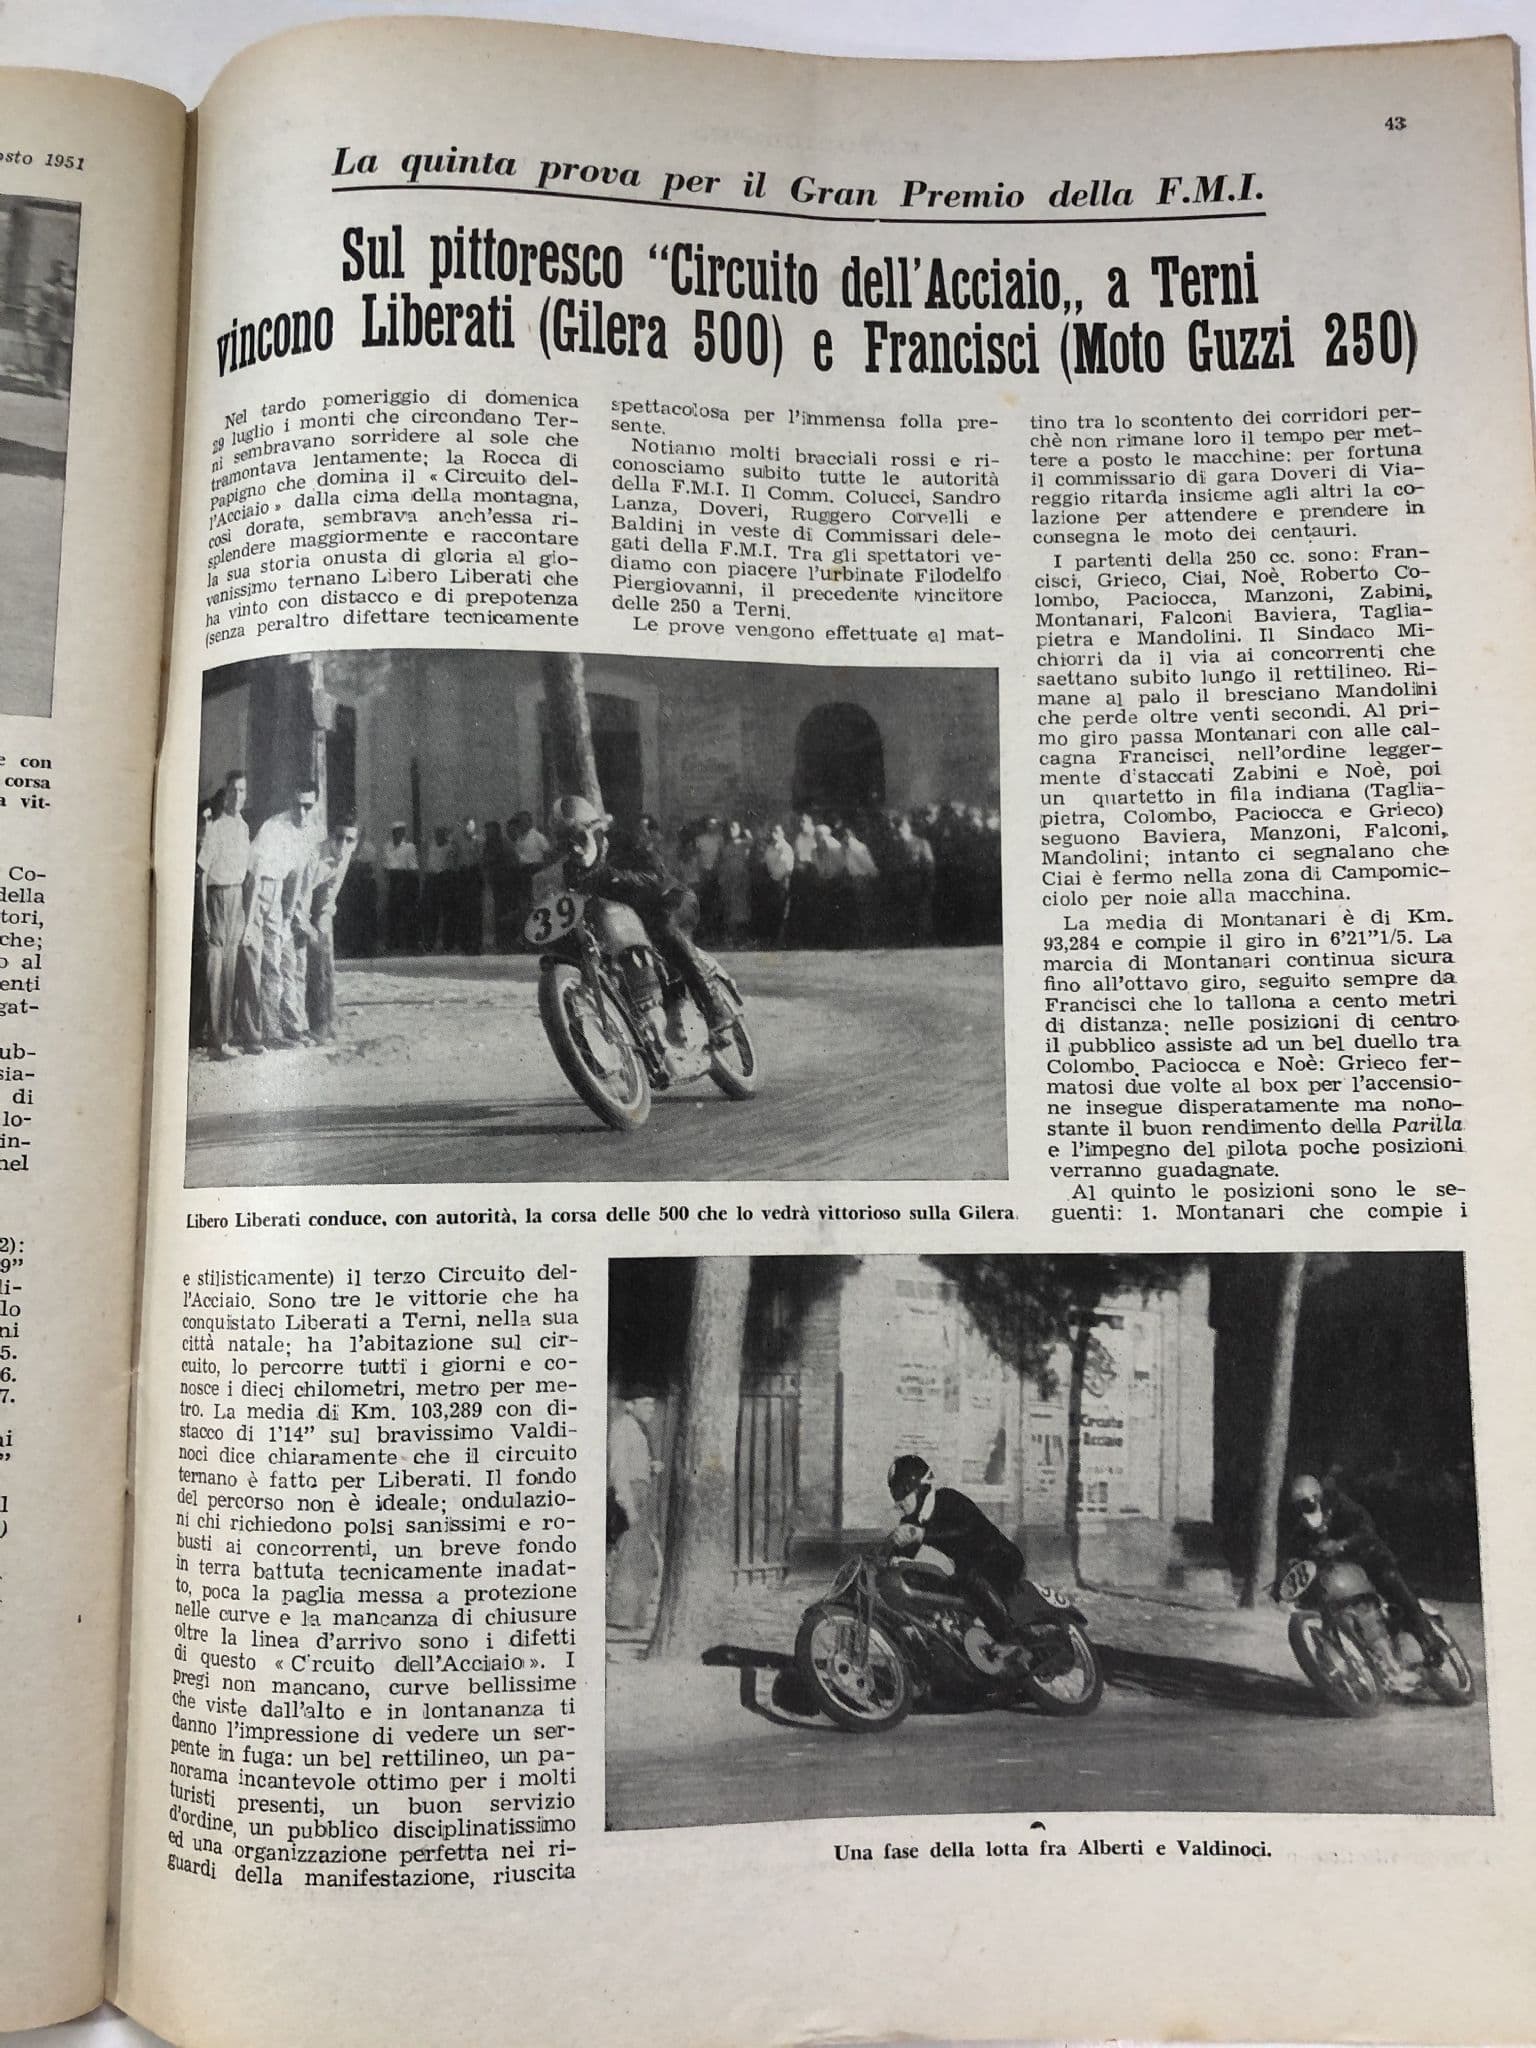 osto 1951
e con
corsa
a vit-
Co-
della
tori,
che;
o al
enti
gat-
ub-
sia-
di
lo-
in-
nel
2):
9”
li-
lo
ni
5.
6.
7.
ni
”
l
)
43
La quinta prova per il Gran Premio della F.M.I.
Sul pittoresco “Circuito dell'Acciaio„ a Terni
vincono Liberati (Gilera 500) e Francisci (Moto Guzzi 250)
Nel tardo pomeriggio di domenica
29 luglio i monti che circondano Ter-
ni sembravano sorridere al sole che
tramontava lentamente; la Rocca di
Papigno che domina il « Circuito del-
l'Acciaio » dalla cima della montagna,
così dorata, sembrava anch'essa ri-
splendere maggiormente e raccontare
la sua storia onusta di gloria al gio-
vanissimo ternano Libero Liberati che
ha vinto con distacco e di prepotenza
(senza peraltro difettare tecnicamente
Libero Liberati conduce, con autorità, la corsa delle 500 che lo vedrà vittorioso sulla Gilera.
e stilisticamente) il terzo Circuito del-
l'Acciaio. Sono tre le vittorie che ha
conquistato Liberati a Terni, nella sua
città natale; ha l'abitazione sul cir-
cuito, lo percorre tutti i giorni e co-
nosce i dieci chilometri, metro per me-
tro. La media di Km. 103,289 con di-
stacco di 1'14” sul bravissimo Valdi-
noci dice chiaramente che il circuito
ternano è fatto per Liberati. Il fondo
del percorso non è ideale; ondulazio-
ni chi richiedono polsi sanissimi e ro-
busti ai concorrenti, un breve fondo
in terra battuta tecnicamente inadat-
to, poca la paglia messa a protezione
nelle curve e la mancanza di chiusure
oltre la linea d'arrivo sono i difetti
di questo « C'rcuito dell'Acciaio ». I
pregi non mancano, curve bellissime
che viste dall'alto e in lontananza ti
danno l'impressione di vedere un ser-
pente in fuga: un bel rettilineo, un pa-
norama incantevole ottimo per i molti
turisti presenti, un buon servizio
d'ordine, un pubblico disciplinatissimo
ed una organizzazione perfetta nei ri-
guardi della manifestazione, riuscita
spettacolosa per l'immensa folla pre-
sente.
Notiamo molti bracciali rossi e ri-
conosciamo subito tutte le autorità
della F.M.I. Il Comm. Colucci, Sandro
Lanza, Doveri, Ruggero Corvelli e
Baldini in veste di Commissari dele-
gati della F.M.I. Tra gli spettatori ve-
diamo con piacere l'urbinate Filodelfo
Piergiovanni, il precedente vincitore
delle 250 a Terni.
Le prove vengono effettuate al mat-
tino tra lo scontento dei corridori per-
chè non rimane loro il tempo per met-
tere a posto le macchine: per fortuna
il commissario di gara Doveri di Via-
reggio ritarda insieme agli altri la co-
lazione per attendere e prendere in
consegna le moto dei centauri.
I partenti della 250 cc. sono: Fran-
cisci, Grieco, Ciai, Noè, Roberto Co-
lombo, Paciocca, Manzoni, Zabini,
Montanari, Falconi Baviera, Taglia-
pietra e Mandolini. Il Sindaco Mi-
chiorri da il via ai concorrenti che
saettano subito lungo il rettilineo. Ri-
mane al palo il bresciano Mandolini
che perde oltre venti secondi. Al pri-
mo giro passa Montanari con alle cal-
cagna Francisci, nell'ordine legger-
mente d'staccati Zabini e Noè, poi
un quartetto in fila indiana (Taglia-
pietra, Colombo, Paciocca e Grieco)
seguono Baviera, Manzoni, Falconi,
Mandolini; intanto ci segnalano che
Ciai è fermo nella zona di Campomic-
ciolo per noie alla macchina.
La media di Montanari è di Km.
93,284 e compie il giro in 6'21”1/5. La
marcia di Montanari continua sicura
fino all'ottavo giro, seguito sempre da
Francisci che lo tallona a cento metri
di distanza; nelle posizioni di centro
il pubblico assiste ad un bel duello tra
Colombo, Paciocca e Noè: Grieco fer-
matosi due volte al box per l'accensio-
ne insegue disperatamente ma nono-
stante il buon rendimento della Parilla
e l'impegno del pilota poche posizioni
verranno guadagnate.
Al quinto le posizioni sono le se-
guenti: 1. Montanari che compie i
39
Circuito
Acciaio
38
Una fase della lotta fra Alberti e Valdinoci.